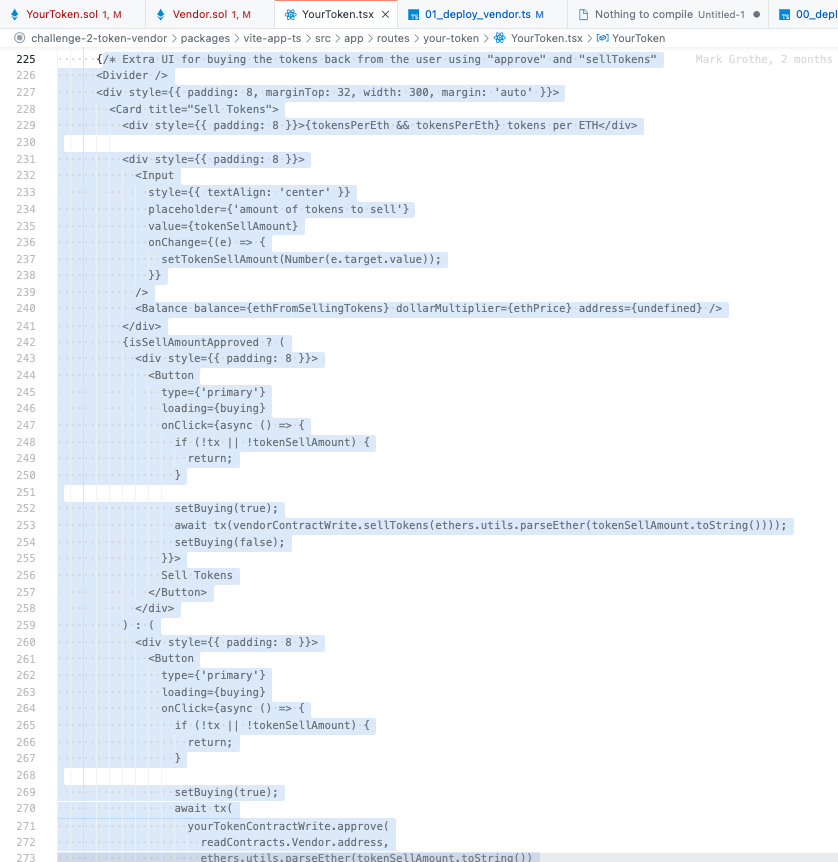 YourToken.sol 1, M Vendor.sol 1, M YourToken.tsx 01_deploy_vendor.ts M Nothing to compile Untitled-1 TS 00_depl
challenge-2-token-vendor > packages > vite-app-ts > src > app > routes > your-token > YourToken.tsx > YourToken
225 {/* Extra UI for buying the tokens back from the user using "approve" and "sellTokens" Mark Grothe, 2 months
226 <Divider />
227 <div style={{ padding: 8, marginTop: 32, width: 300, margin: 'auto' }}>
228 <Card title="Sell Tokens">
229 <div style={{ padding: 8 }}>{tokensPerEth && tokensPerEth} tokens per ETH</div>
230
231 <div style={{ padding: 8 }}>
232 <Input
233 style={{ textAlign: 'center' }}
234 placeholder={'amount of tokens to sell'}
235 value={tokenSellAmount}
236 onChange={(e) => {
237 setTokenSellAmount(Number(e.target.value));
238 }}
239 />
240 <Balance balance={ethFromSellingTokens} dollarMultiplier={ethPrice} address={undefined} />
241 </div>
242 {isSellAmountApproved ? (
243 <div style={{ padding: 8 }}>
244 <Button
245 type={'primary'}
246 loading={buying}
247 onClick={async () => {
248 if (!tx || !tokenSellAmount) {
249 return;
250 }
251
252 setBuying(true);
253 await tx(vendorContractWrite.sellTokens(ethers.utils.parseEther(tokenSellAmount.toString())));
254 setBuying(false);
255 }}>
256 Sell Tokens
257 </Button>
258 </div>
259 ) : (
260 <div style={{ padding: 8 }}>
261 <Button
262 type={'primary'}
263 loading={buying}
264 onClick={async () => {
265 if (!tx || !tokenSellAmount) {
266 return;
267 }
268
269 setBuying(true);
270 await tx(
271 yourTokenContractWrite.approve(
272 readContracts.Vendor.address,
273 ethers.utils.parseEther(tokenSellAmount.toString())